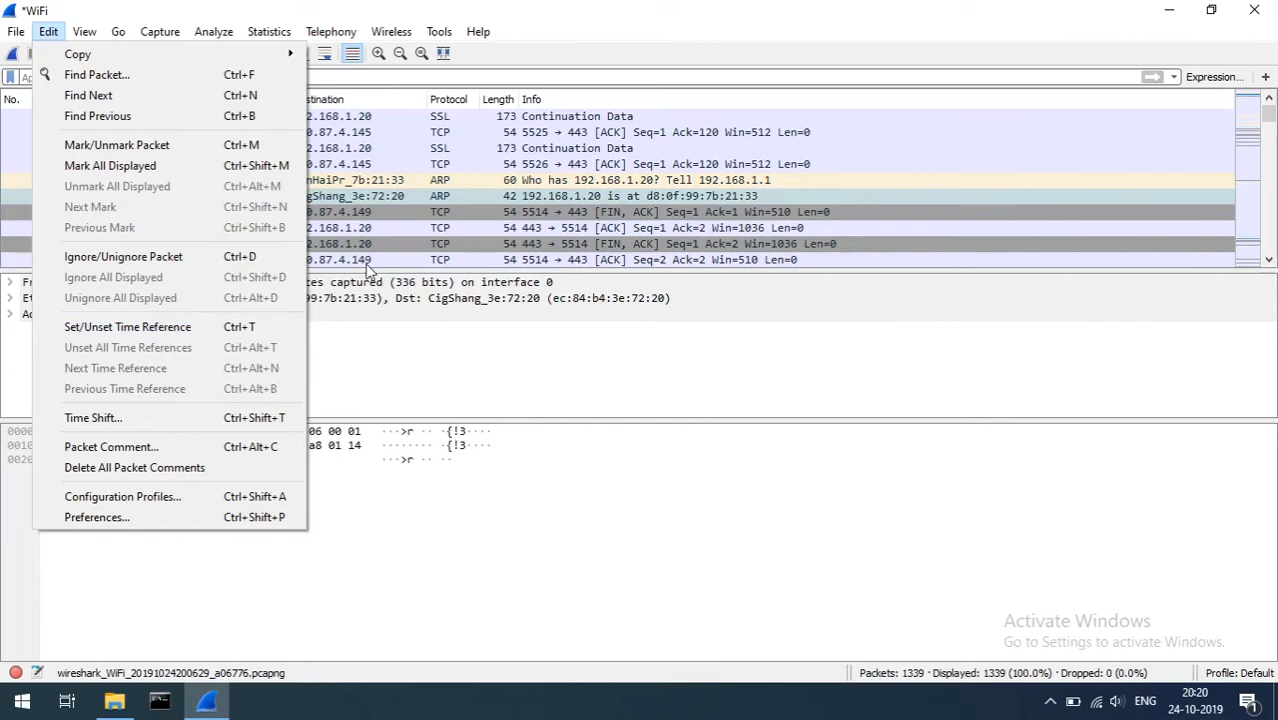 *WiFi
File Edit View Go Capture Analyze Statistics Telephony Wireless Tools Help
Expression... +
No. stination Protocol Length Info
2.168.1.20 SSL 173 Continuation Data
0.87.4.145 TCP 54 5525 → 443 [ACK] Seq=1 Ack=120 Win=512 Len=0
2.168.1.20 SSL 173 Continuation Data
0.87.4.145 TCP 54 5526 → 443 [ACK] Seq=1 Ack=120 Win=512 Len=0
nHaiPr_7b:21:33 ARP 60 Who has 192.168.1.20? Tell 192.168.1.1
gShang_3e:72:20 ARP 42 192.168.1.20 is at d8:0f:99:7b:21:33
0.87.4.149 TCP 54 5514 → 443 [FIN, ACK] Seq=1 Ack=1 Win=510 Len=0
2.168.1.20 TCP 54 443 → 5514 [ACK] Seq=1 Ack=2 Win=1036 Len=0
2.168.1.20 TCP 54 443 → 5514 [FIN, ACK] Seq=1 Ack=2 Win=1036 Len=0
0.87.4.149 TCP 54 5514 → 443 [ACK] Seq=2 Ack=2 Win=510 Len=0
Copy
Find Packet... Ctrl+F
Find Next Ctrl+N
Find Previous Ctrl+B
Mark/Unmark Packet Ctrl+M
Mark All Displayed Ctrl+Shift+M
Unmark All Displayed Ctrl+Alt+M
Next Mark Ctrl+Shift+N
Previous Mark Ctrl+Shift+B
Ignore/Unignore Packet Ctrl+D
Ignore All Displayed Ctrl+Shift+D
Unignore All Displayed Ctrl+Alt+D
Set/Unset Time Reference Ctrl+T
Unset All Time References Ctrl+Alt+T
Next Time Reference Ctrl+Alt+N
Previous Time Reference Ctrl+Alt+B
Time Shift... Ctrl+Shift+T
Packet Comment... Ctrl+Alt+C
Delete All Packet Comments
Configuration Profiles... Ctrl+Shift+A
Preferences... Ctrl+Shift+P
es captured (336 bits) on interface 0
99:7b:21:33), Dst: CigShang_3e:72:20 (ec:84:b4:3e:72:20)
0000 06 00 01 ···>r ·· ·{!3····
0010 a8 01 14 ········ ·{!3····
0020 ···>r ·· ··
Activate Windows
Go to Settings to activate Windows.
wireshark_WiFi_20191024200629_a06776.pcapng
Packets: 1339 · Displayed: 1339 (100.0%) · Dropped: 0 (0.0%)
Profile: Default
ENG
20:20
24-10-2019
1